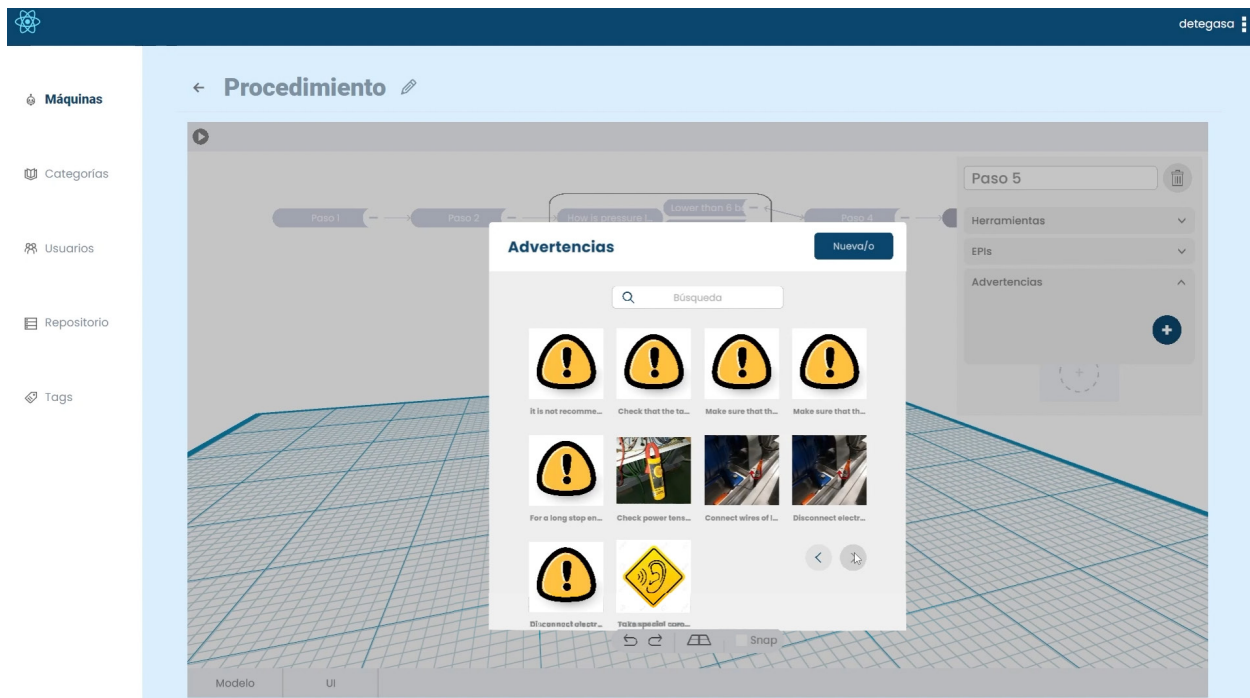 detegasa
Máquinas
Categorías
Usuarios
Repositorio
Tags
Procedimiento
Paso 1
Paso 2
How is pressure l...
Lower than 6 b
Paso 4
Paso 5
Herramientas
EPIs
Advertencias
Advertencias
Nueva/o
Búsqueda
it is not recomme...
Check that the ta...
Make sure that th...
Make sure that th...
For a long stop en...
Check power tens...
Connect wires of l...
Disconnect electr...
Disconnect electr...
Take special care...
Snap
Modelo
UI